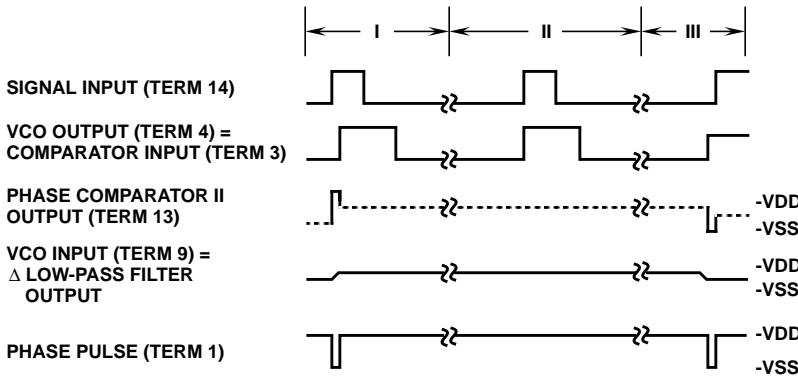 I II III
SIGNAL INPUT (TERM 14)
VCO OUTPUT (TERM 4) =
COMPARATOR INPUT (TERM 3)
PHASE COMPARATOR II
OUTPUT (TERM 13)
-VDD
-VSS
VCO INPUT (TERM 9) =
∆ LOW-PASS FILTER
OUTPUT
-VDD
-VSS
PHASE PULSE (TERM 1)
-VDD
-VSS